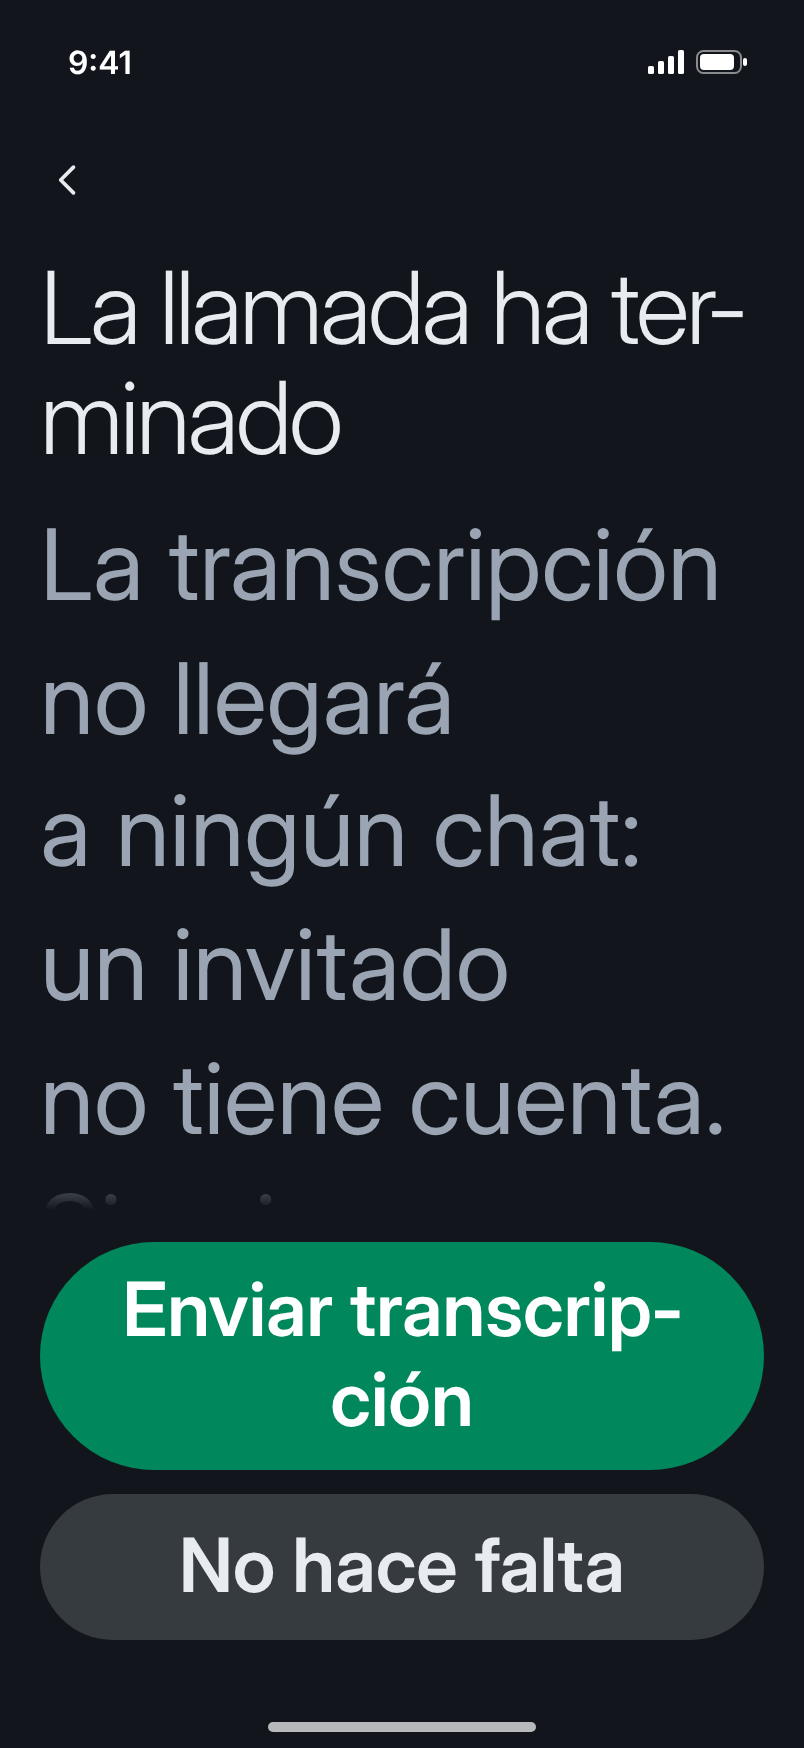 9:41
La llamada ha ter-
minado
La transcripción
no llegará
a ningún chat:
un invitado
no tiene cuenta.
Enviar transcrip-
ción
No hace falta